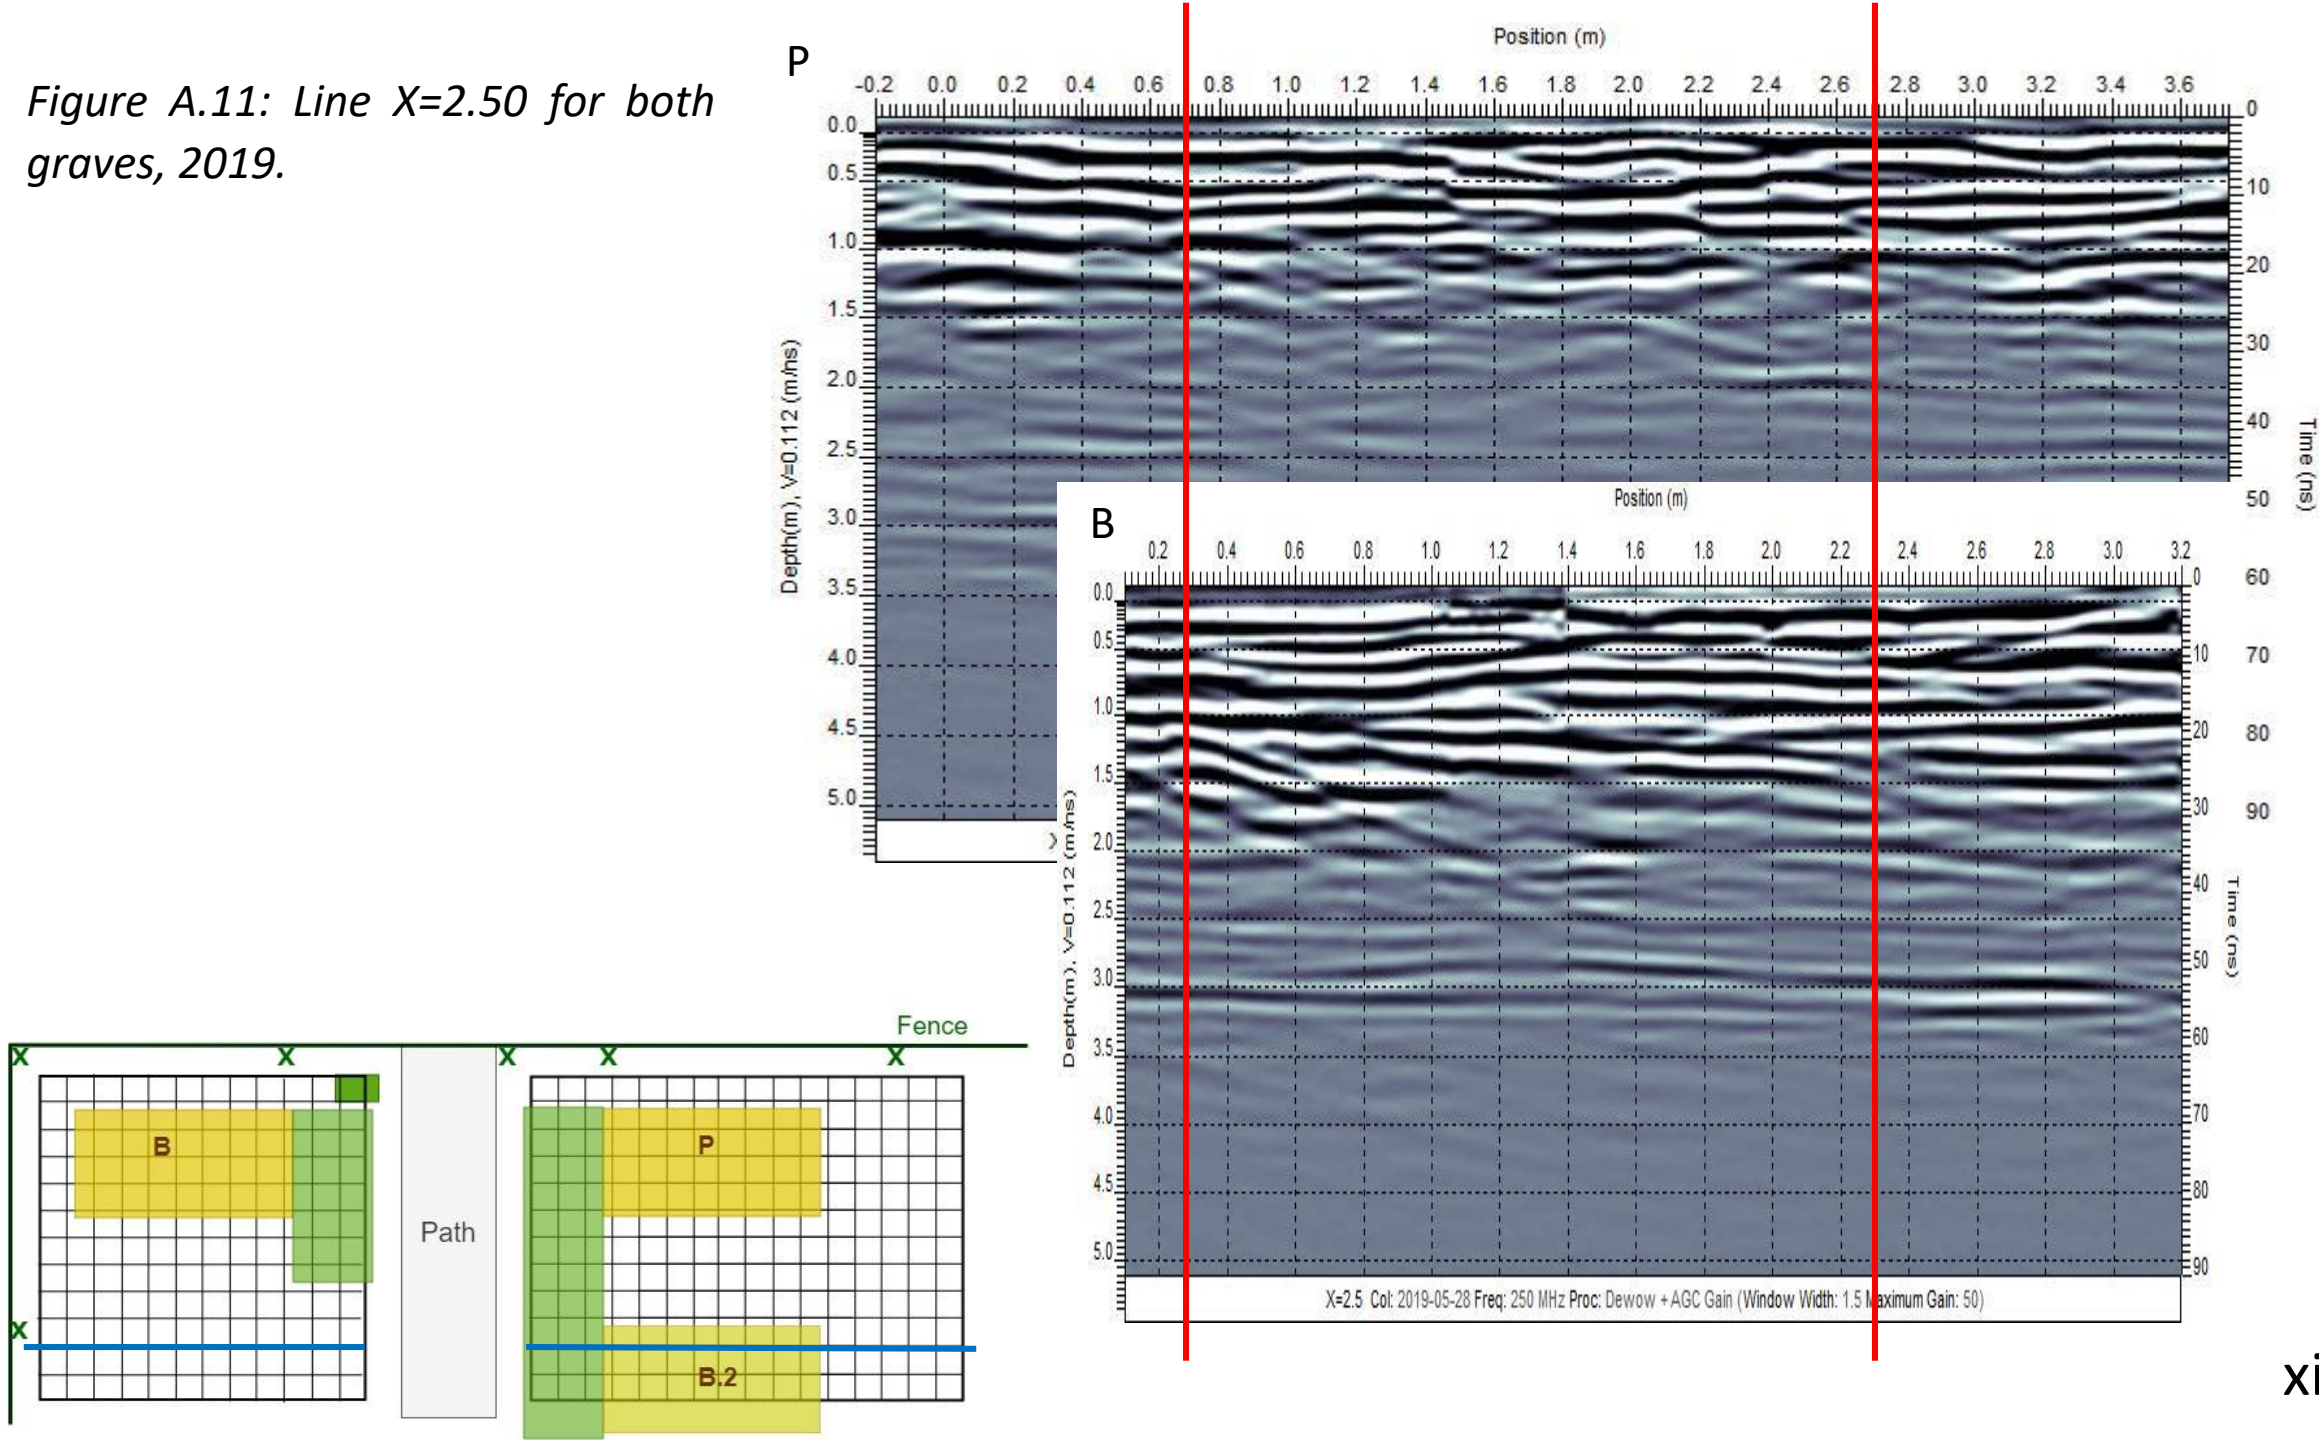 Figure A.11: Line X=2.50 for both
graves, 2019.
P
Position (m)
-0.2 0.0 0.2 0.4 0.6 0.8 1.0 1.2 1.4 1.6 1.8 2.0 2.2 2.4 2.6 2.8 3.0 3.2 3.4 3.6
0.0
0.5
1.0
1.5
2.0
2.5
3.0
3.5
4.0
4.5
5.0
Depth(m), V=0.112 (m/ns)
0
10
20
30
40
50
60
70
80
90
Time (ns)
B
Position (m)
0.2 0.4 0.6 0.8 1.0 1.2 1.4 1.6 1.8 2.0 2.2 2.4 2.6 2.8 3.0 3.2
0.0
0.5
1.0
1.5
2.0
2.5
3.0
3.5
4.0
4.5
5.0
Depth(m), V=0.112 (m/ns)
0
10
20
30
40
50
60
70
80
90
Time (ns)
X=2.5 Col: 2019-05-28 Freq: 250 MHz Proc: Dewow +AGC Gain (Window Width: 1.5 Maximum Gain: 50)
Fence
X X X X X
B
P
Path
X
B.2
xi